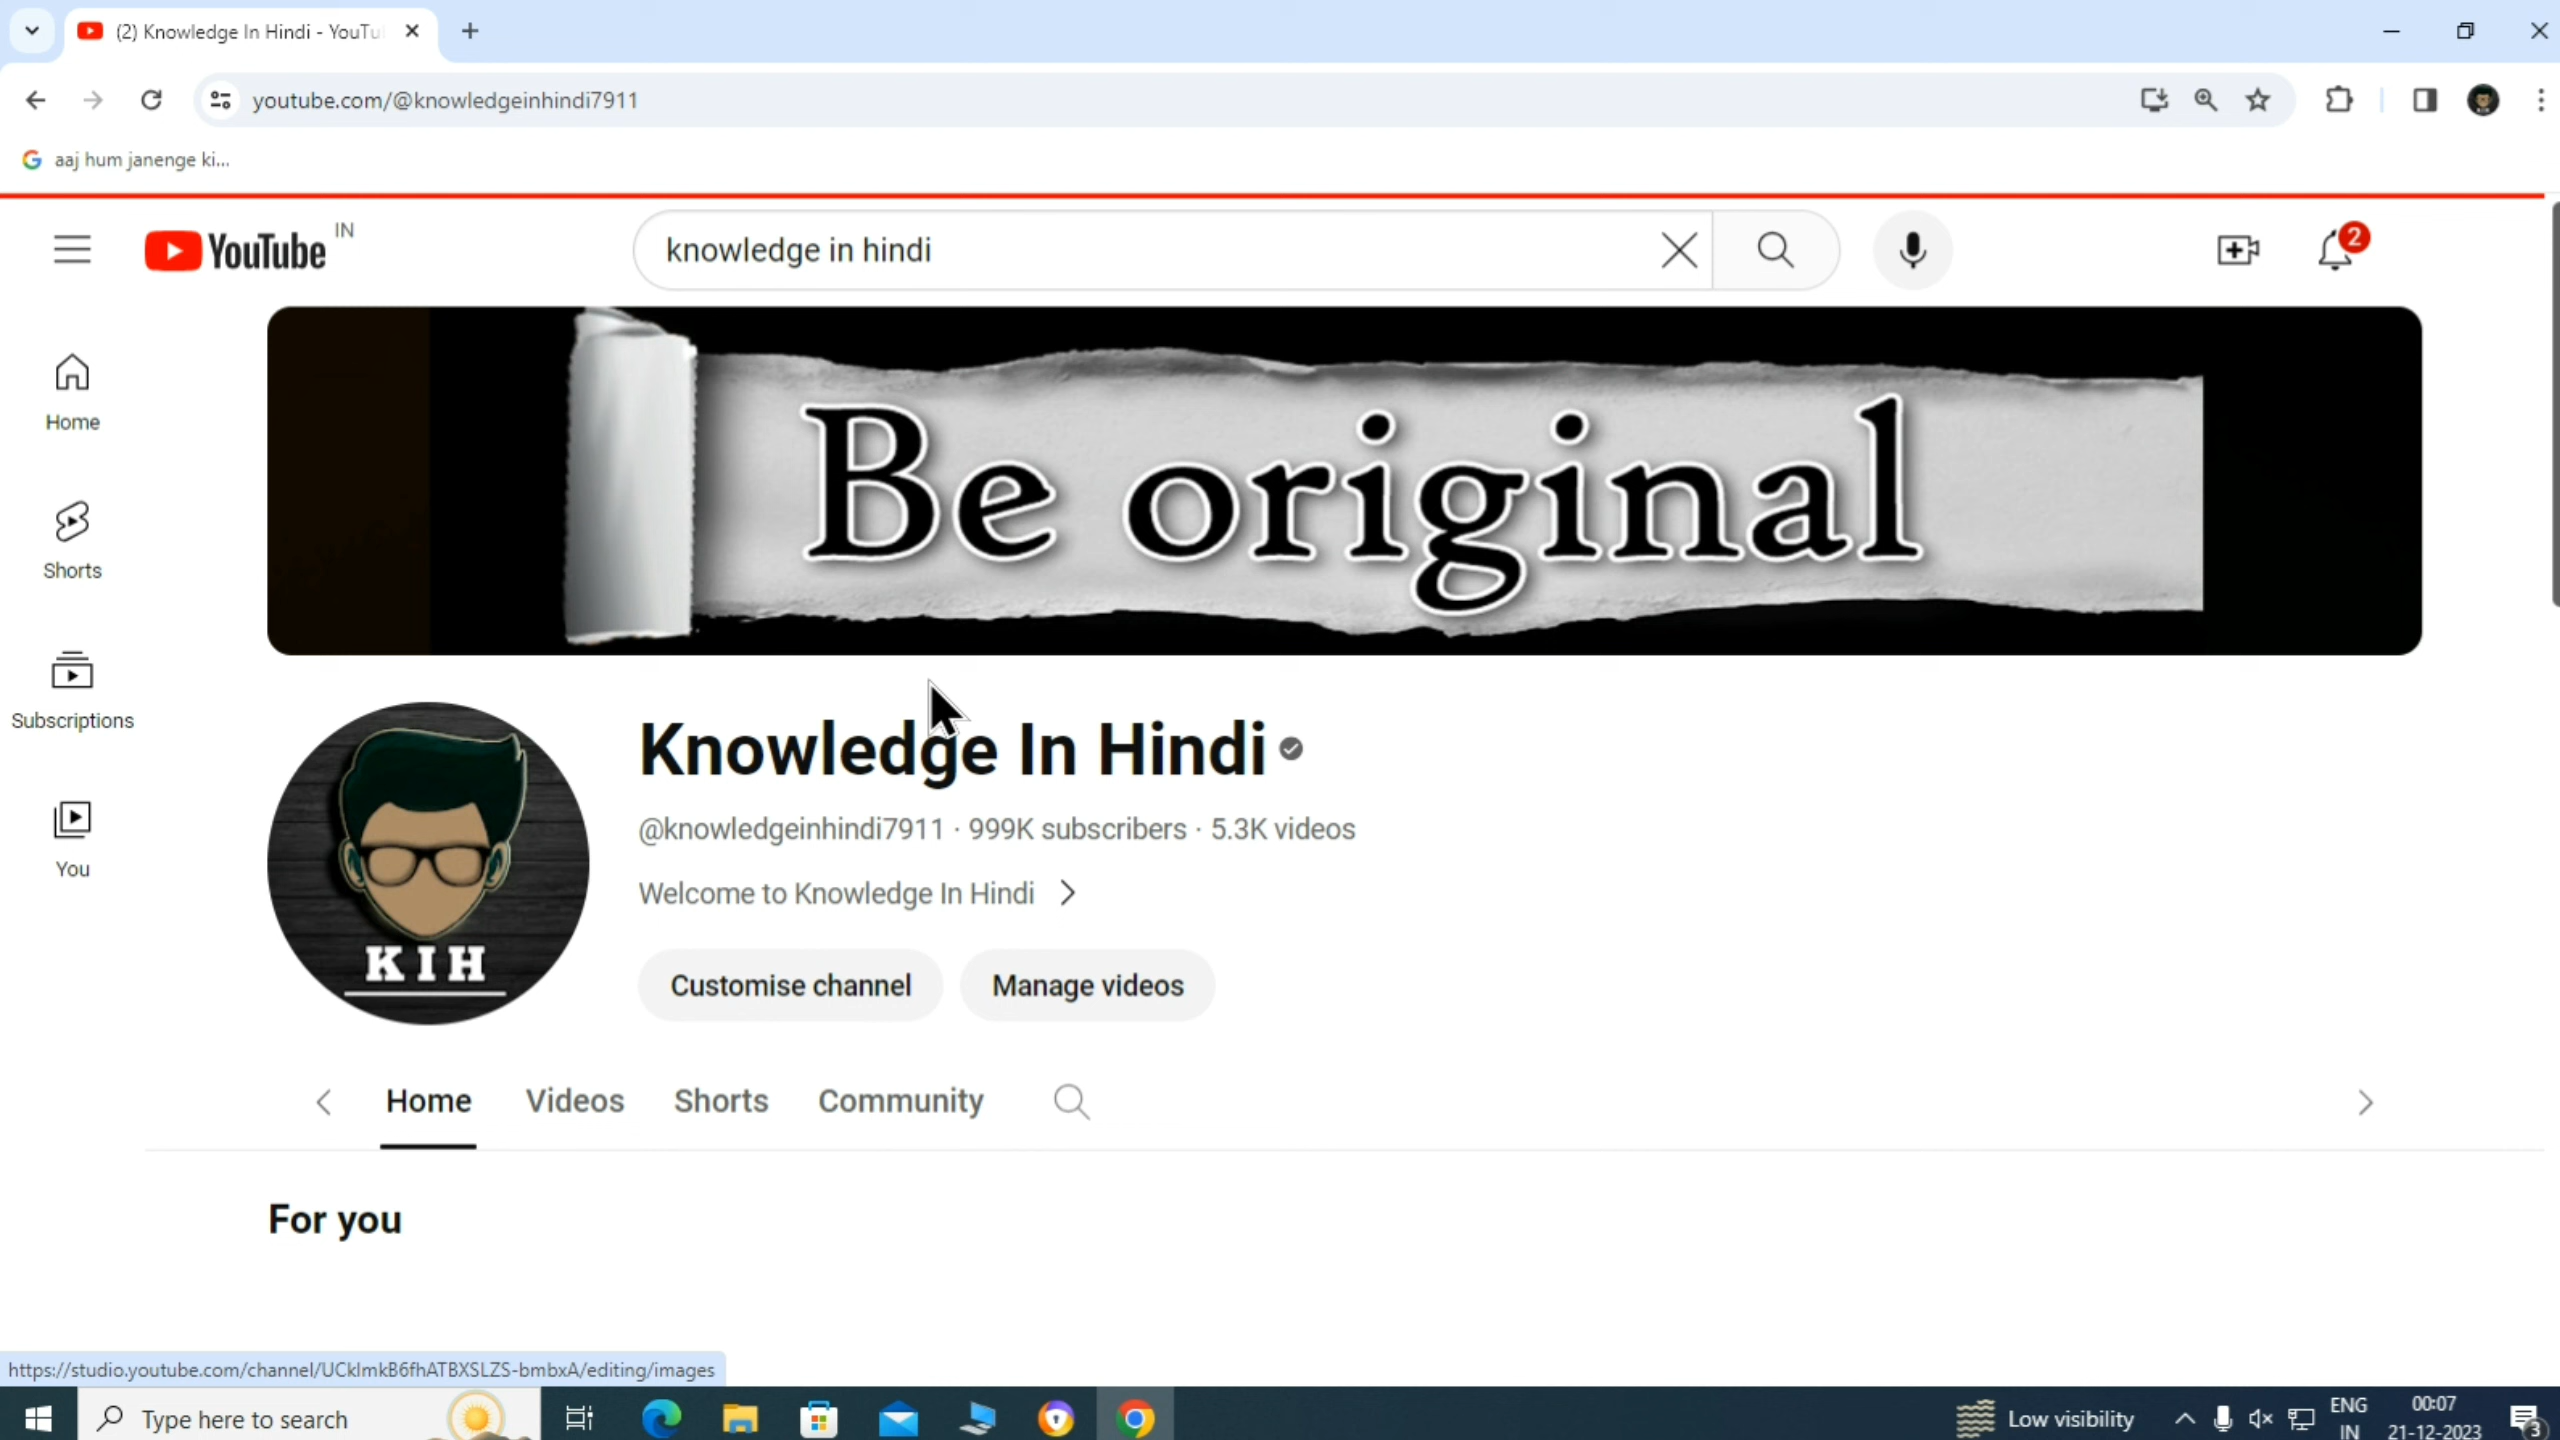 (2) Knowledge In Hindi - YouTu
youtube.com/@knowledgeinhindi7911
aaj hum janenge ki...
YouTube IN
knowledge in hindi
2
Home
Shorts
Subscriptions
You
Be original
KIH
Knowledge In Hindi
@knowledgeinhindi7911 · 999K subscribers · 5.3K videos
Welcome to Knowledge In Hindi
Customise channel
Manage videos
Home
Videos
Shorts
Community
For you
https://studio.youtube.com/channel/UCklmkB6fhATBXSLZS-bmbxA/editing/images
Type here to search
Low visibility
ENG
IN
00:07
21-12-2023
3